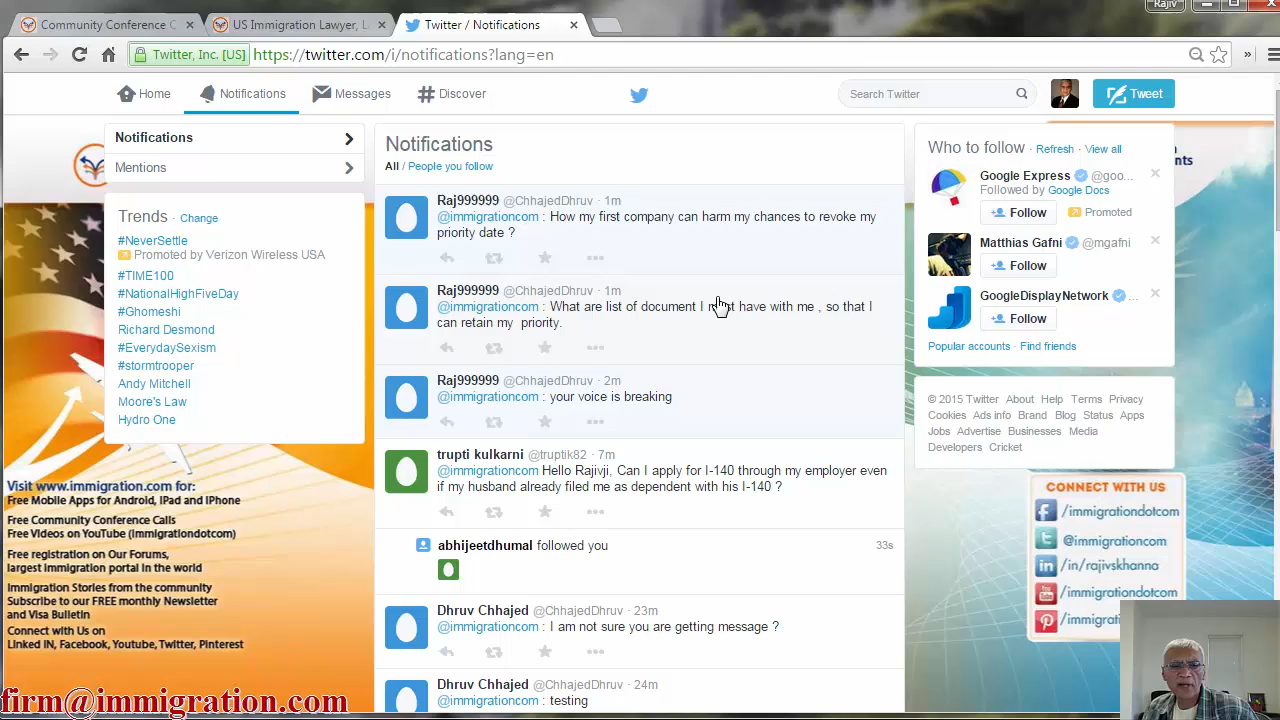 Rajiv
Community Conference C
US Immigration Lawyer, L
Twitter / Notifications
Twitter, Inc. [US]
https://twitter.com/i/notifications?lang=en
Home
Notifications
Messages
Discover
Search Twitter
Tweet
Notifications
Mentions
Trends · Change
#NeverSettle
Promoted by Verizon Wireless USA
#TIME100
#NationalHighFiveDay
#Ghomeshi
Richard Desmond
#EverydaySexism
#stormtrooper
Andy Mitchell
Moore's Law
Hydro One
Visit www.immigration.com for:
Free Mobile Apps for Android, IPad and IPhone
Free Community Conference Calls
Free Videos on YouTube (Immigrationdotcom)
Free registration on Our Forums,
largest immigration portal in the world
Immigration Stories from the community
Subscribe to our FREE monthly Newsletter
and Visa Bulletin
Connect with Us on
Linked IN, Facebook, Youtube, Twitter, Pinterest
firm@immigration.com
Notifications
All / People you follow
Raj999999 @ChhajedDhruv · 1m
@immigrationcom : How my first company can harm my chances to revoke my
priority date ?
Raj999999 @ChhajedDhruv · 1m
@immigrationcom : What are list of document I must have with me , so that I
can retain my priority.
Raj999999 @ChhajedDhruv · 2m
@immigrationcom : your voice is breaking
trupti kulkarni @truptik82 · 7m
@immigrationcom Hello Rajivji, Can I apply for I-140 through my employer even
if my husband already filed me as dependent with his I-140 ?
abhijeetdhumal followed you 33s
Dhruv Chhajed @ChhajedDhruv · 23m
@immigrationcom : I am not sure you are getting message ?
Dhruv Chhajed @ChhajedDhruv · 24m
@immigrationcom : testing
Who to follow · Refresh · View all
Google Express @goo...
Followed by Google Docs
Follow Promoted
Matthias Gafni @mgafni
Follow
GoogleDisplayNetwork ...
Follow
Popular accounts · Find friends
© 2015 Twitter About Help Terms Privacy
Cookies Ads info Brand Blog Status Apps
Jobs Advertise Businesses Media
Developers Cricket
CONNECT WITH US
/immigrationdotcom
@immigrationcom
/in/rajivskhanna
/immigrationdotcom